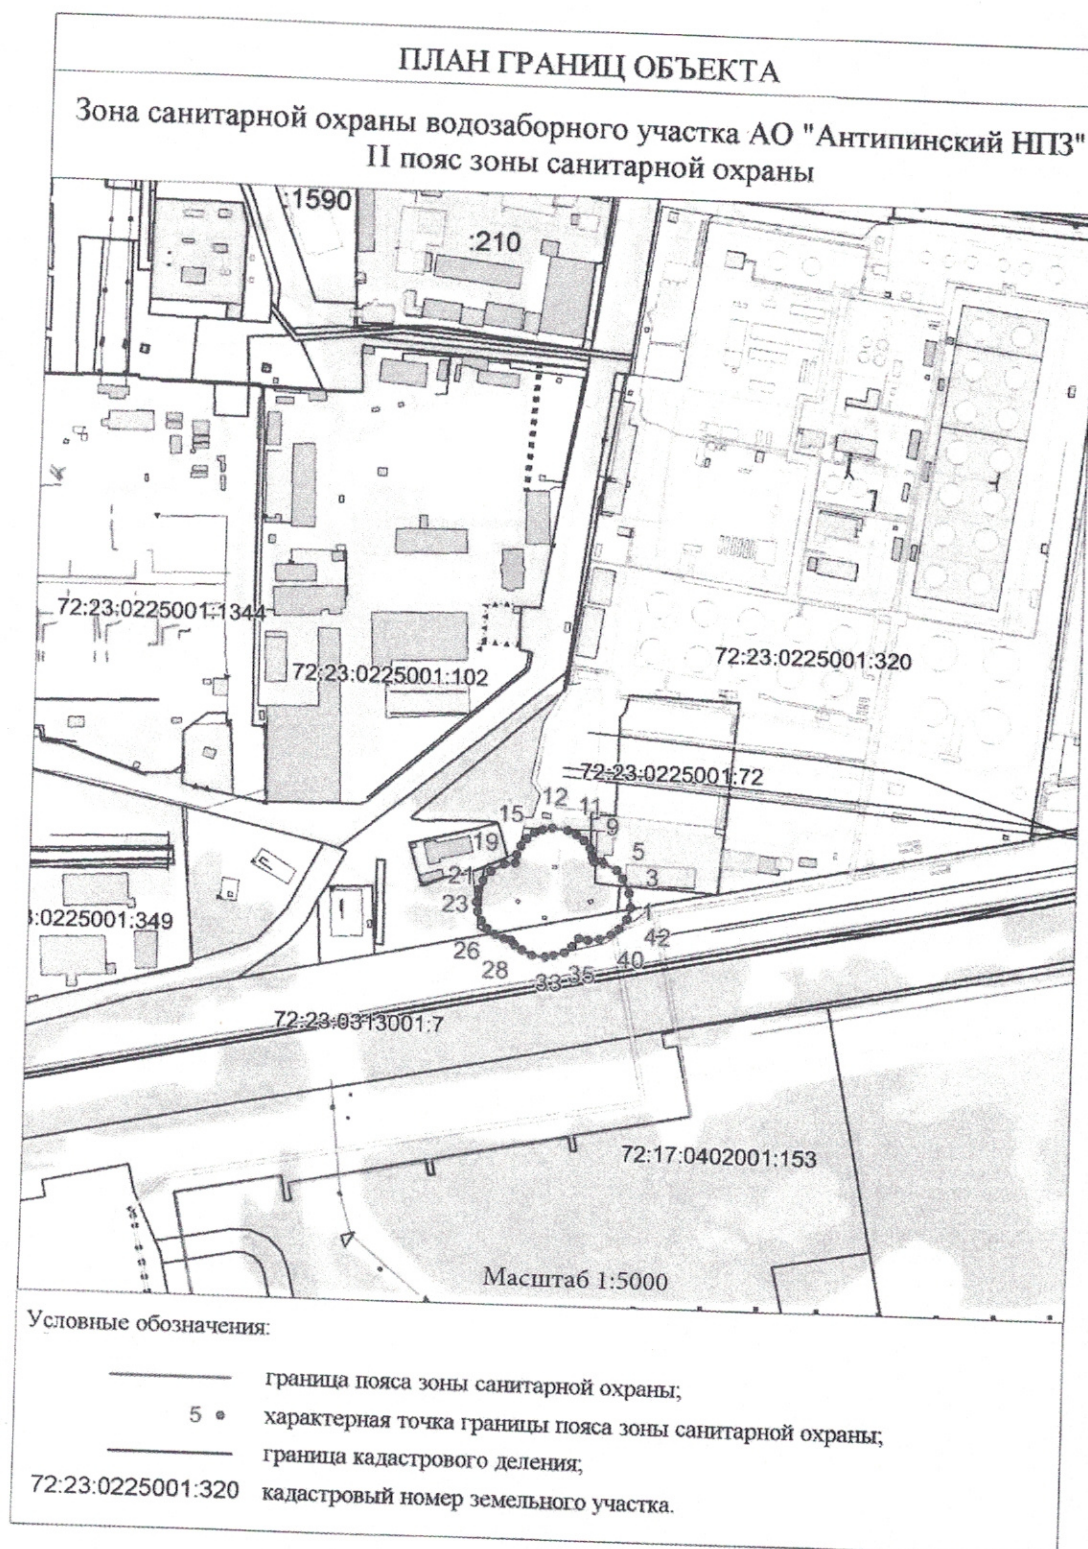 ПЛАН ГРАНИЦ ОБЪЕКТА
Зона санитарной охраны водозаборного участка АО "Антипинский НПЗ"
II пояс зоны санитарной охраны
:1590
:210
72:23:0225001:1344
72:23:0225001:102
72:23:0225001:320
72:23:0225001:72
12
15
11
9
19
5
21
3
23
1
3:0225001:349
42
26
40
28
35
33
72:23:0313001:7
72:17:0402001:153
Масштаб 1:5000
Условные обозначения:
граница пояса зоны санитарной охраны;
5 характерная точка границы пояса зоны санитарной охраны;
граница кадастрового деления;
72:23:0225001:320 кадастровый номер земельного участка.